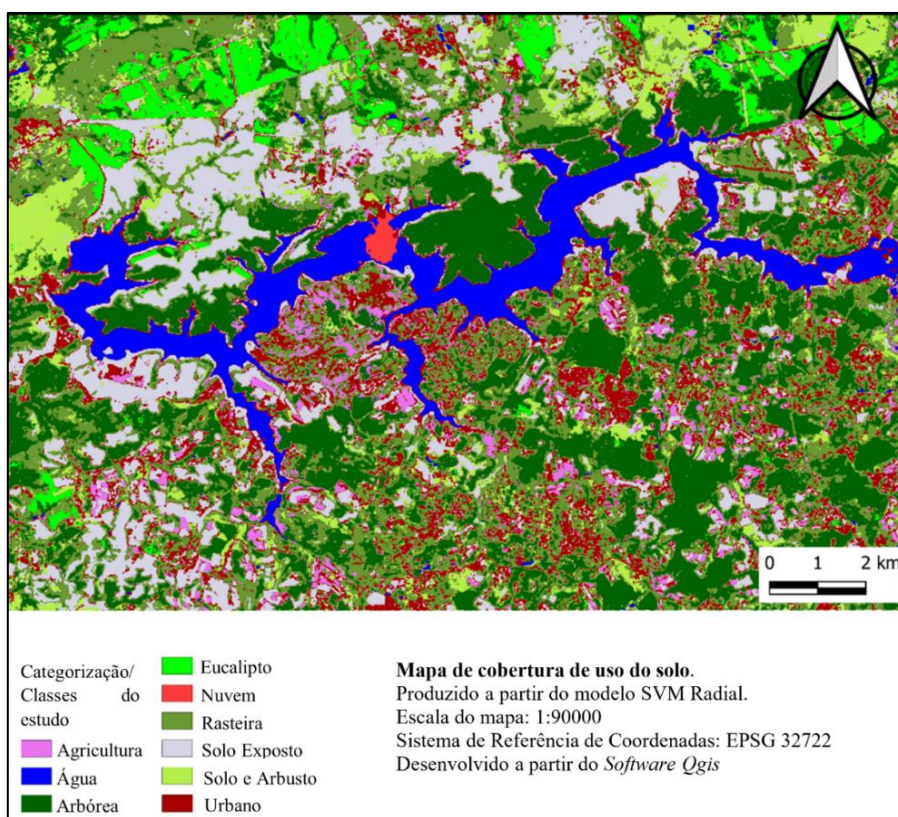 0 1 2 km
Categorização/
Classes do
estudo
Agricultura
Água
Arbórea
Eucalipto
Nuvem
Rasteira
Solo Exposto
Solo e Arbusto
Urbano
Mapa de cobertura de uso do solo.
Produzido a partir do modelo SVM Radial.
Escala do mapa: 1:90000
Sistema de Referência de Coordenadas: EPSG 32722
Desenvolvido a partir do Software Qgis